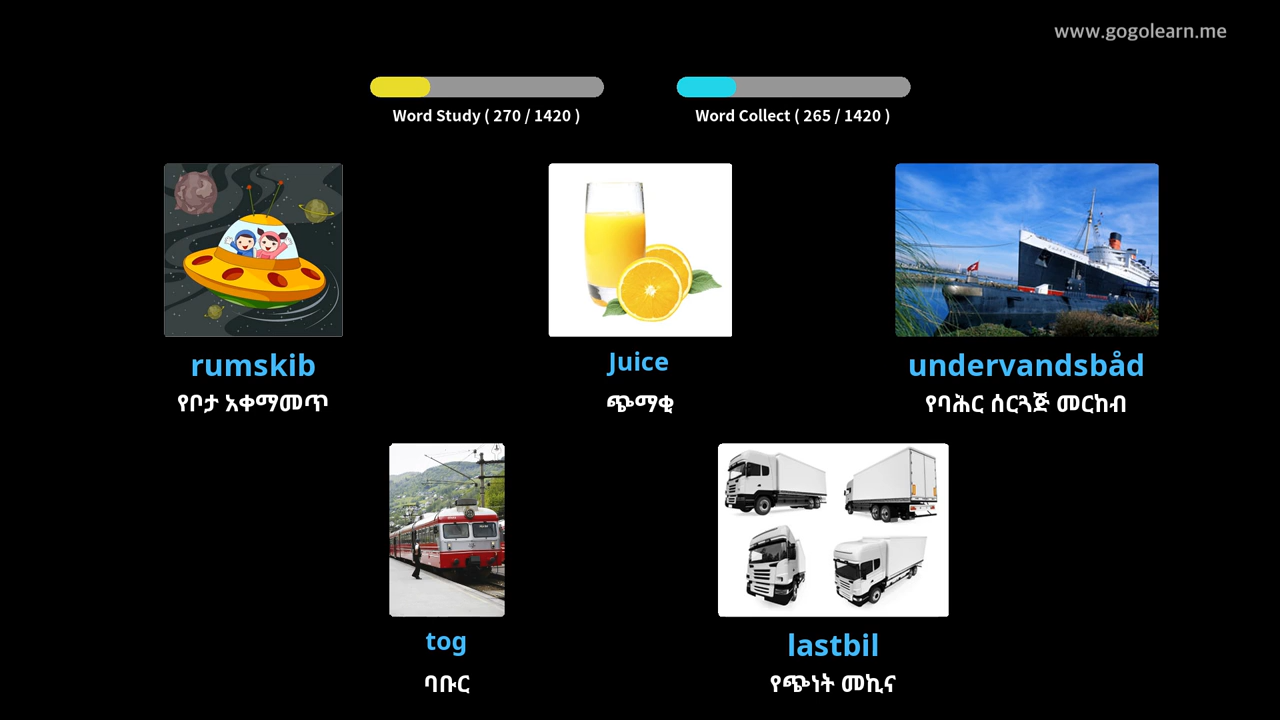 www.gogolearn.me
Word Study ( 270 / 1420 )
Word Collect ( 265 / 1420 )
rumskib
የቦታ አቀማመጥ
Juice
ጭማቂ
undervandsbåd
የባሕር ሰርጓጅ መርከብ
tog
ባቡር
lastbil
የጭነት መኪና